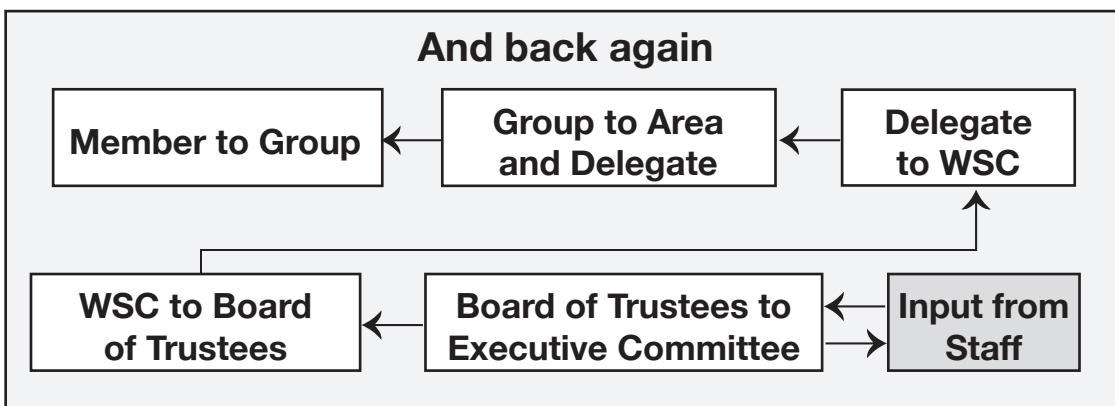 And back again
Member to Group
Group to Area
and Delegate
Delegate
to WSC
WSC to Board
of Trustees
Board of Trustees to
Executive Committee
Input from
Staff